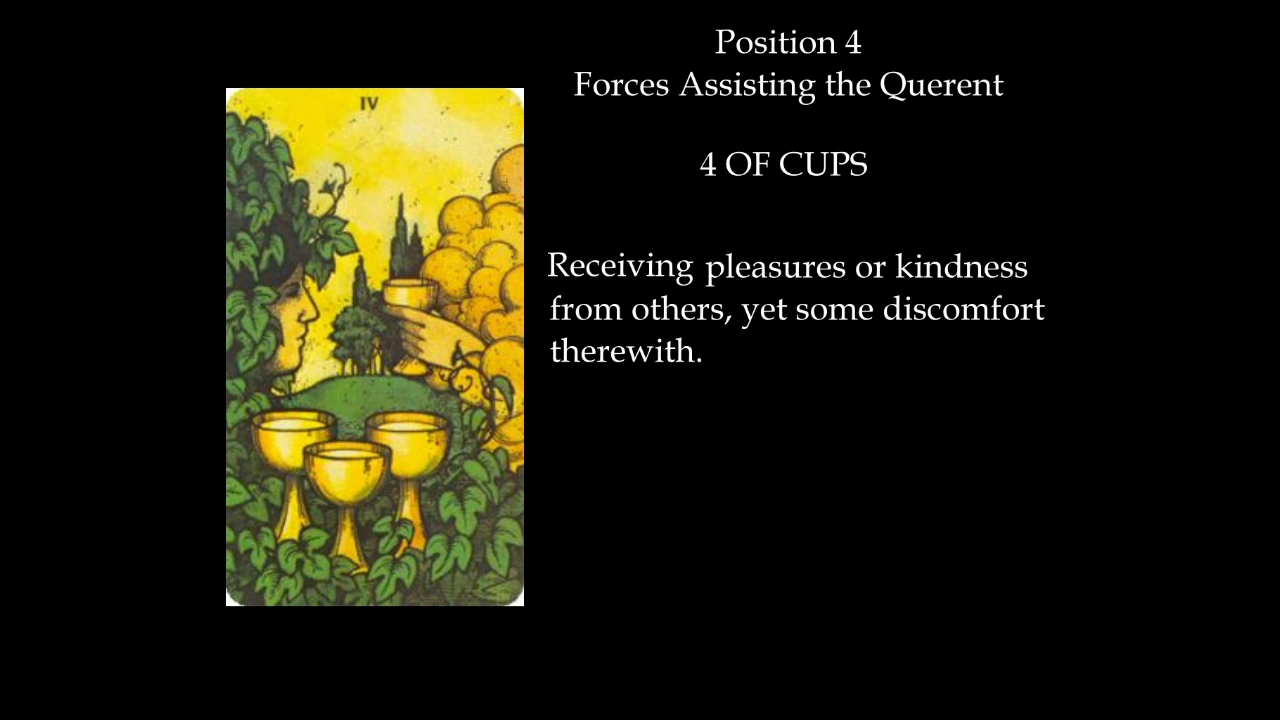 Position 4
Forces Assisting the Querent
IV
4 OF CUPS
Receiving pleasures or kindness
from others, yet some discomfort
therewith.